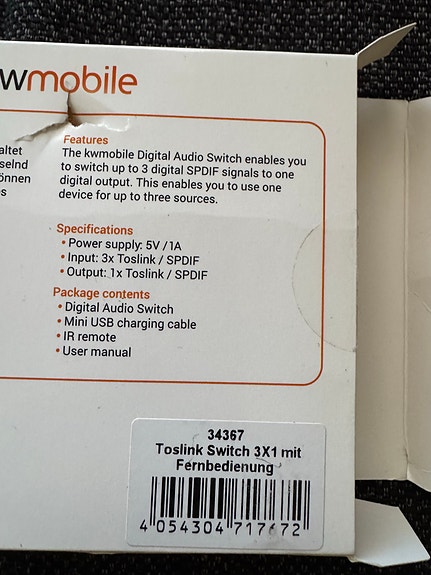 wmobile
altet
selnd
önnen
s
Features
The kwmobile Digital Audio Switch enables you
to switch up to 3 digital SPDIF signals to one
digital output. This enables you to use one
device for up to three sources.
Specifications
• Power supply: 5V / 1A
• Input: 3x Toslink / SPDIF
• Output: 1x Toslink / SPDIF
Package contents
• Digital Audio Switch
• Mini USB charging cable
• IR remote
• User manual
34367
Toslink Switch 3X1 mit
Fernbedienung
4 054304 717672